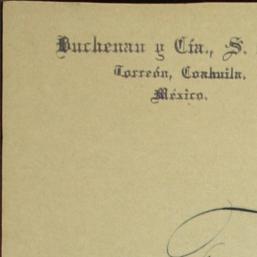 Buchenau y Cía., S.
Torreón, Coahuila,
México.